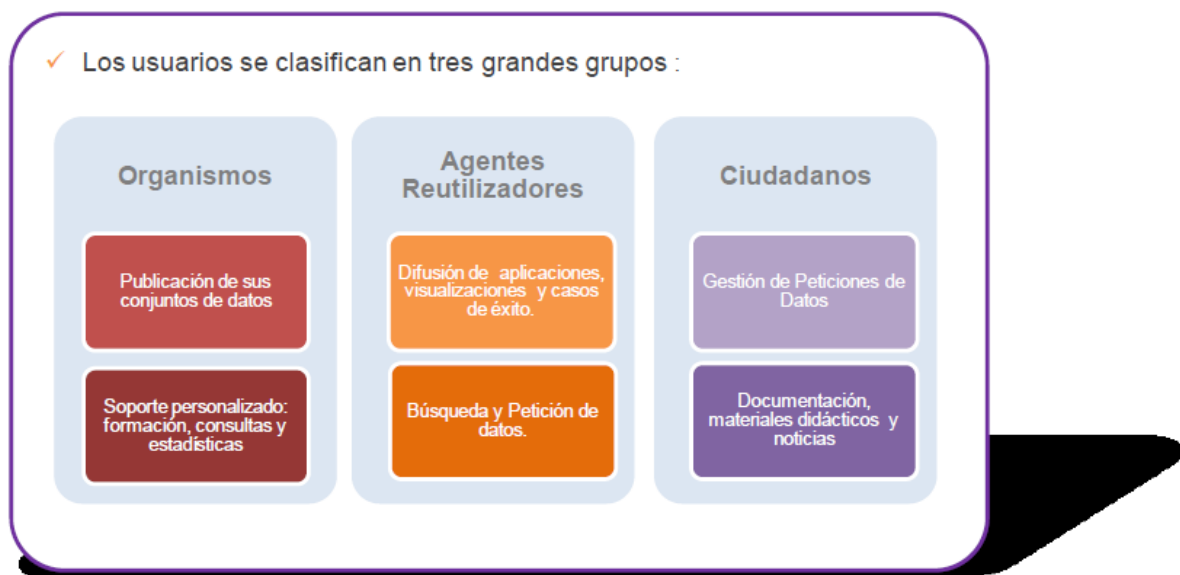 ✓ Los usuarios se clasifican en tres grandes grupos :
Organismos
Publicación de sus
conjuntos de datos
Soporte personalizado:
formación, consultas y
estadísticas
Agentes
Reutilizadores
Difusión de aplicaciones,
visualizaciones y casos
de éxito.
Búsqueda y Petición de
datos.
Ciudadanos
Gestión de Peticiones de
Datos
Documentación,
materiales didácticos y
noticias